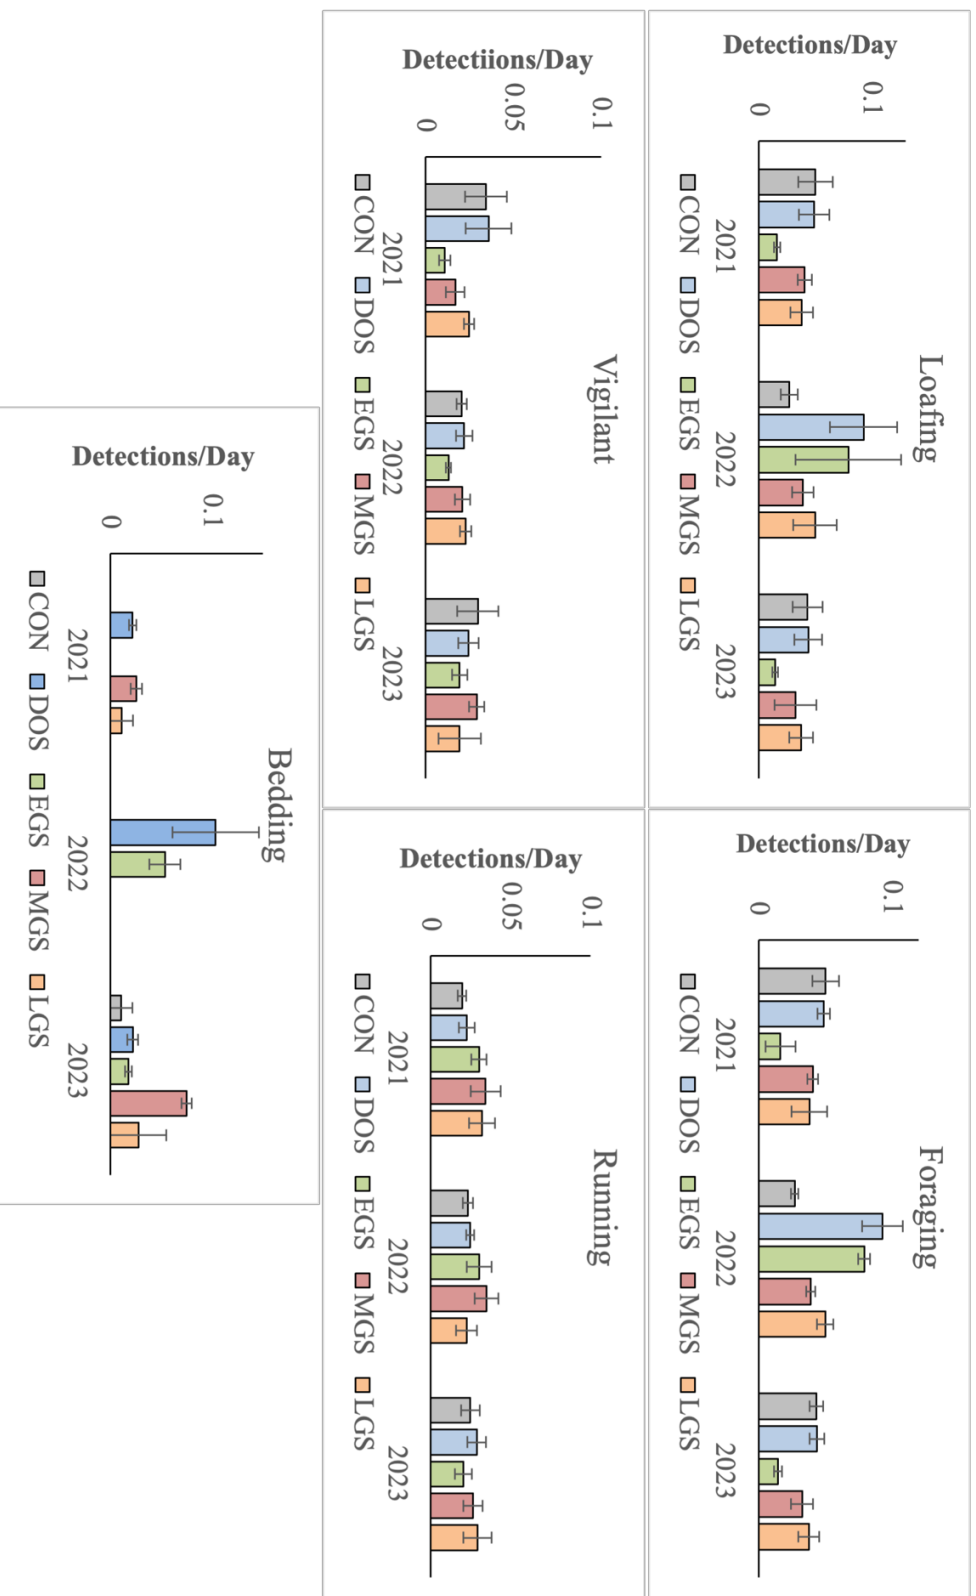 Loafing
Detections/Day
0.1
0
2021 2022 2023
CON DOS EGS MGS LGS
Foraging
Detections/Day
0.1
0
2021 2022 2023
CON DOS EGS MGS LGS
Vigilant
Detectiions/Day
0.1
0.05
0
2021 2022 2023
CON DOS EGS MGS LGS
Running
Detections/Day
0.1
0.05
0
2021 2022 2023
CON DOS EGS MGS LGS
Bedding
Detections/Day
0.1
0
2021 2022 2023
CON DOS EGS MGS LGS